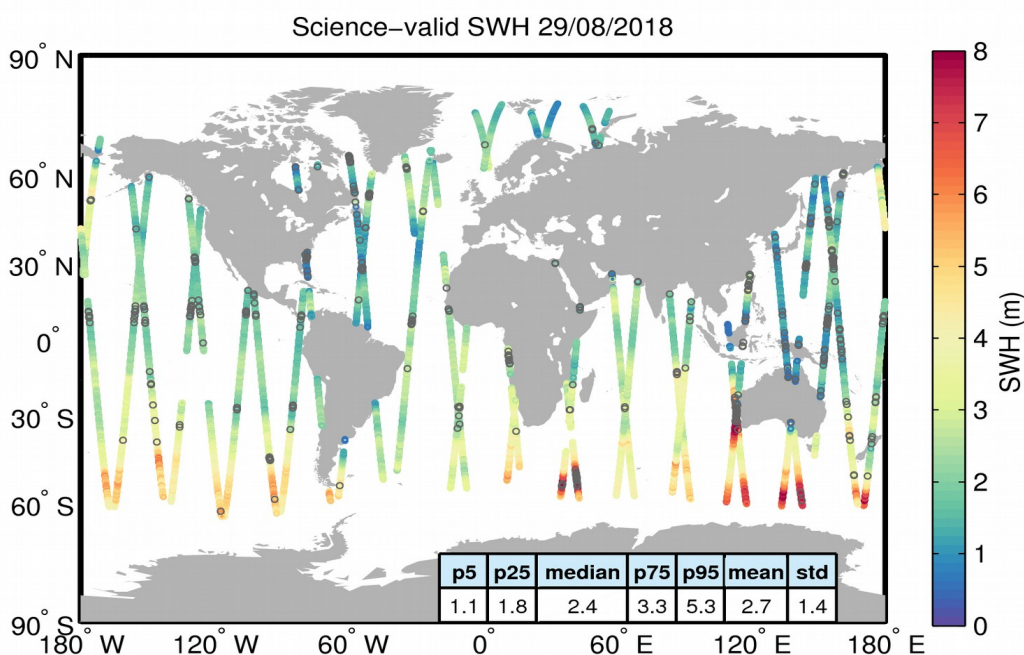 Science−valid SWH 29/08/2018
90° N
60° N
30° N
0°
30° S
60° S
90° S
180° W
120° W
60° W
0°
60° E
120° E
180° E
p5 p25 median p75 p95 mean std
1.1 1.8 2.4 3.3 5.3 2.7 1.4
8
7
6
5
4
3
2
1
0
SWH (m)